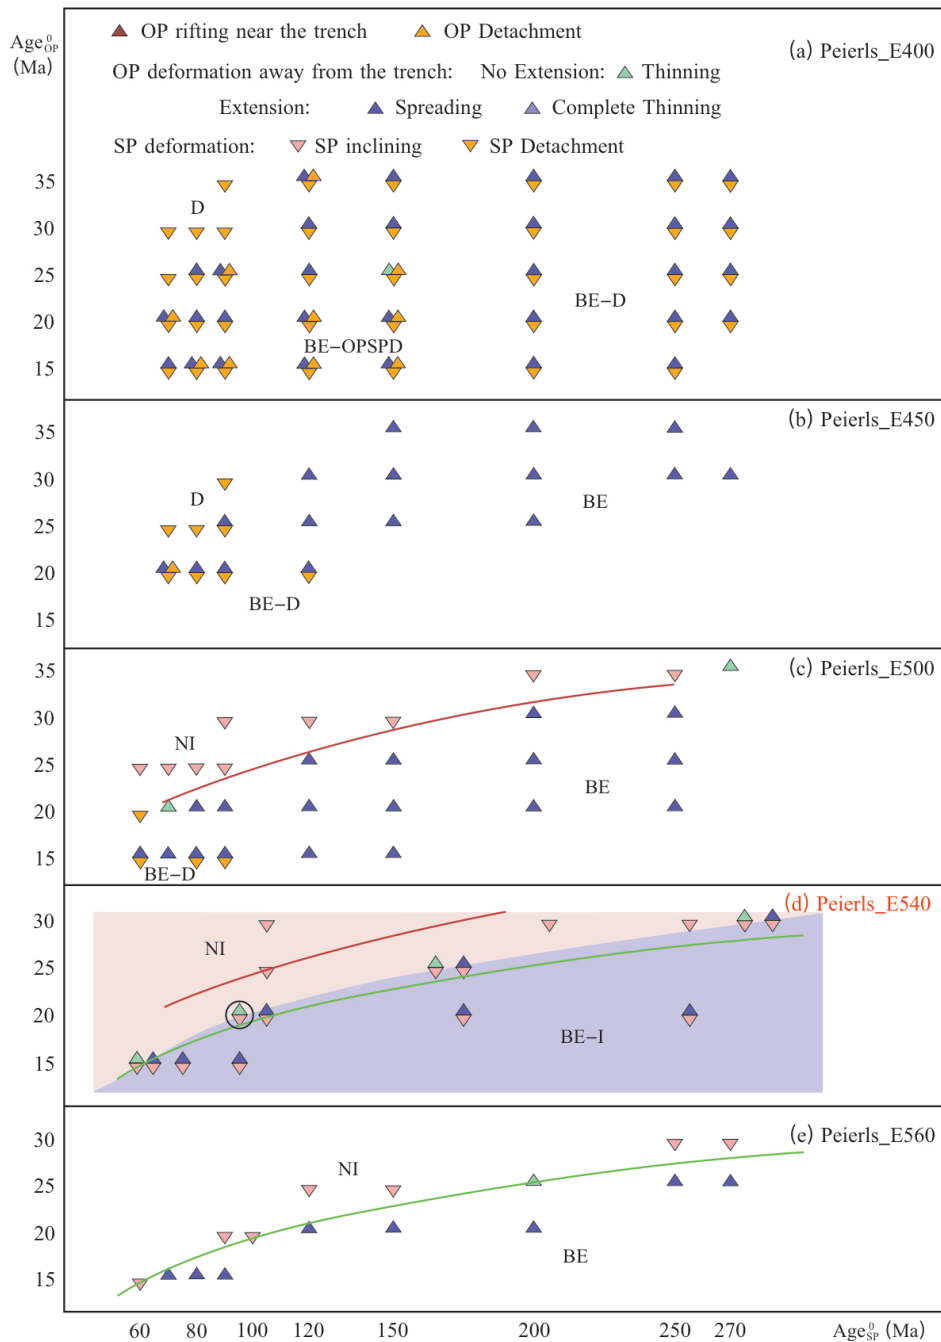 Age⁰OP
(Ma)
OP rifting near the trench OP Detachment
(a) Peierls_E400
OP deformation away from the trench: No Extension: Thinning
Extension: Spreading Complete Thinning
SP deformation: SP inclining SP Detachment
35
D
30
25
BE-D
20
BE-OPSPD
15
(b) Peierls_E450
35
30
D
BE
25
20
BE-D
15
(c) Peierls_E500
35
30
NI
25
BE
20
15
BE-D
(d) Peierls_E540
30
NI
25
20
BE-I
15
(e) Peierls_E560
30
NI
25
20
BE
15
60 80 100 120 150 200 250 270 Age⁰SP (Ma)